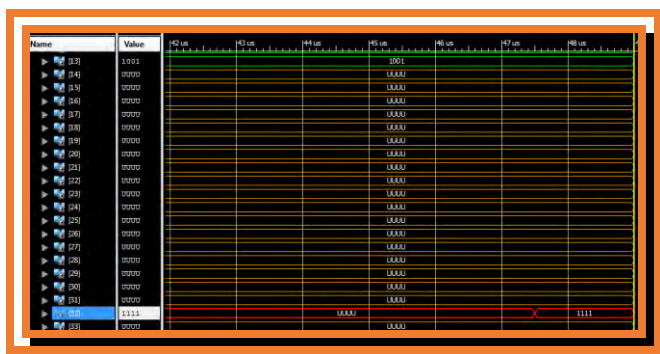 Name Value 42 us 43 us 44 us 45 us 46 us 47 us 48 us
[13] 1001 1001
[14] UUUU UUUU
[15] UUUU UUUU
[16] UUUU UUUU
[17] UUUU UUUU
[18] UUUU UUUU
[19] UUUU UUUU
[20] UUUU UUUU
[21] UUUU UUUU
[22] UUUU UUUU
[23] UUUU UUUU
[24] UUUU UUUU
[25] UUUU UUUU
[26] UUUU UUUU
[27] UUUU UUUU
[28] UUUU UUUU
[29] UUUU UUUU
[30] UUUU UUUU
[31] UUUU UUUU
[32] 1111 UUUU 1111
[33] UUUU UUUU